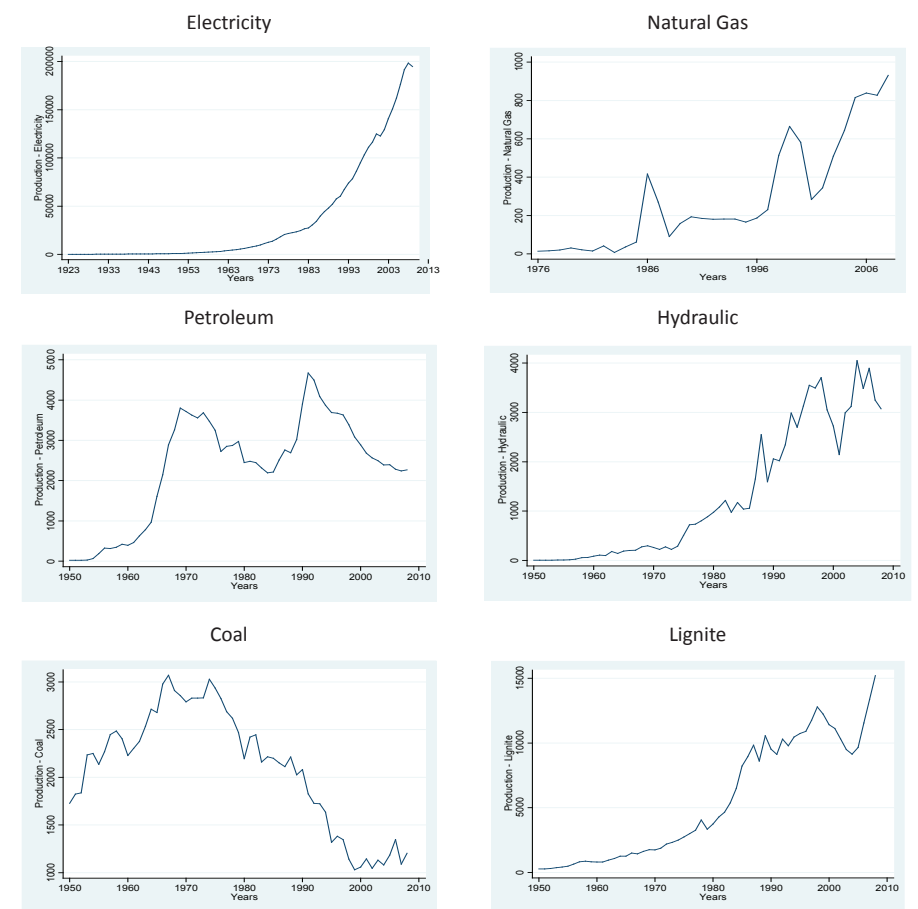 Electricity
Natural Gas
Production - Electricity
0 50000 100000 150000 200000
1923 1933 1943 1953 1963 1973 1983 1993 2003 2013
Years
Production - Natural Gas
0 200 400 600 800 1000
1976 1986 1996 2006
Years
Petroleum
Hydraulic
Production - Petroleum
0 1000 2000 3000 4000 5000
1950 1960 1970 1980 1990 2000 2010
Years
Production - Hydraulic
0 1000 2000 3000 4000
1950 1960 1970 1980 1990 2000 2010
Years
Coal
Lignite
Production - Coal
1000 1500 2000 2500 3000
1950 1960 1970 1980 1990 2000 2010
Years
Production - Lignite
0 5000 10000 15000
1950 1960 1970 1980 1990 2000 2010
Years